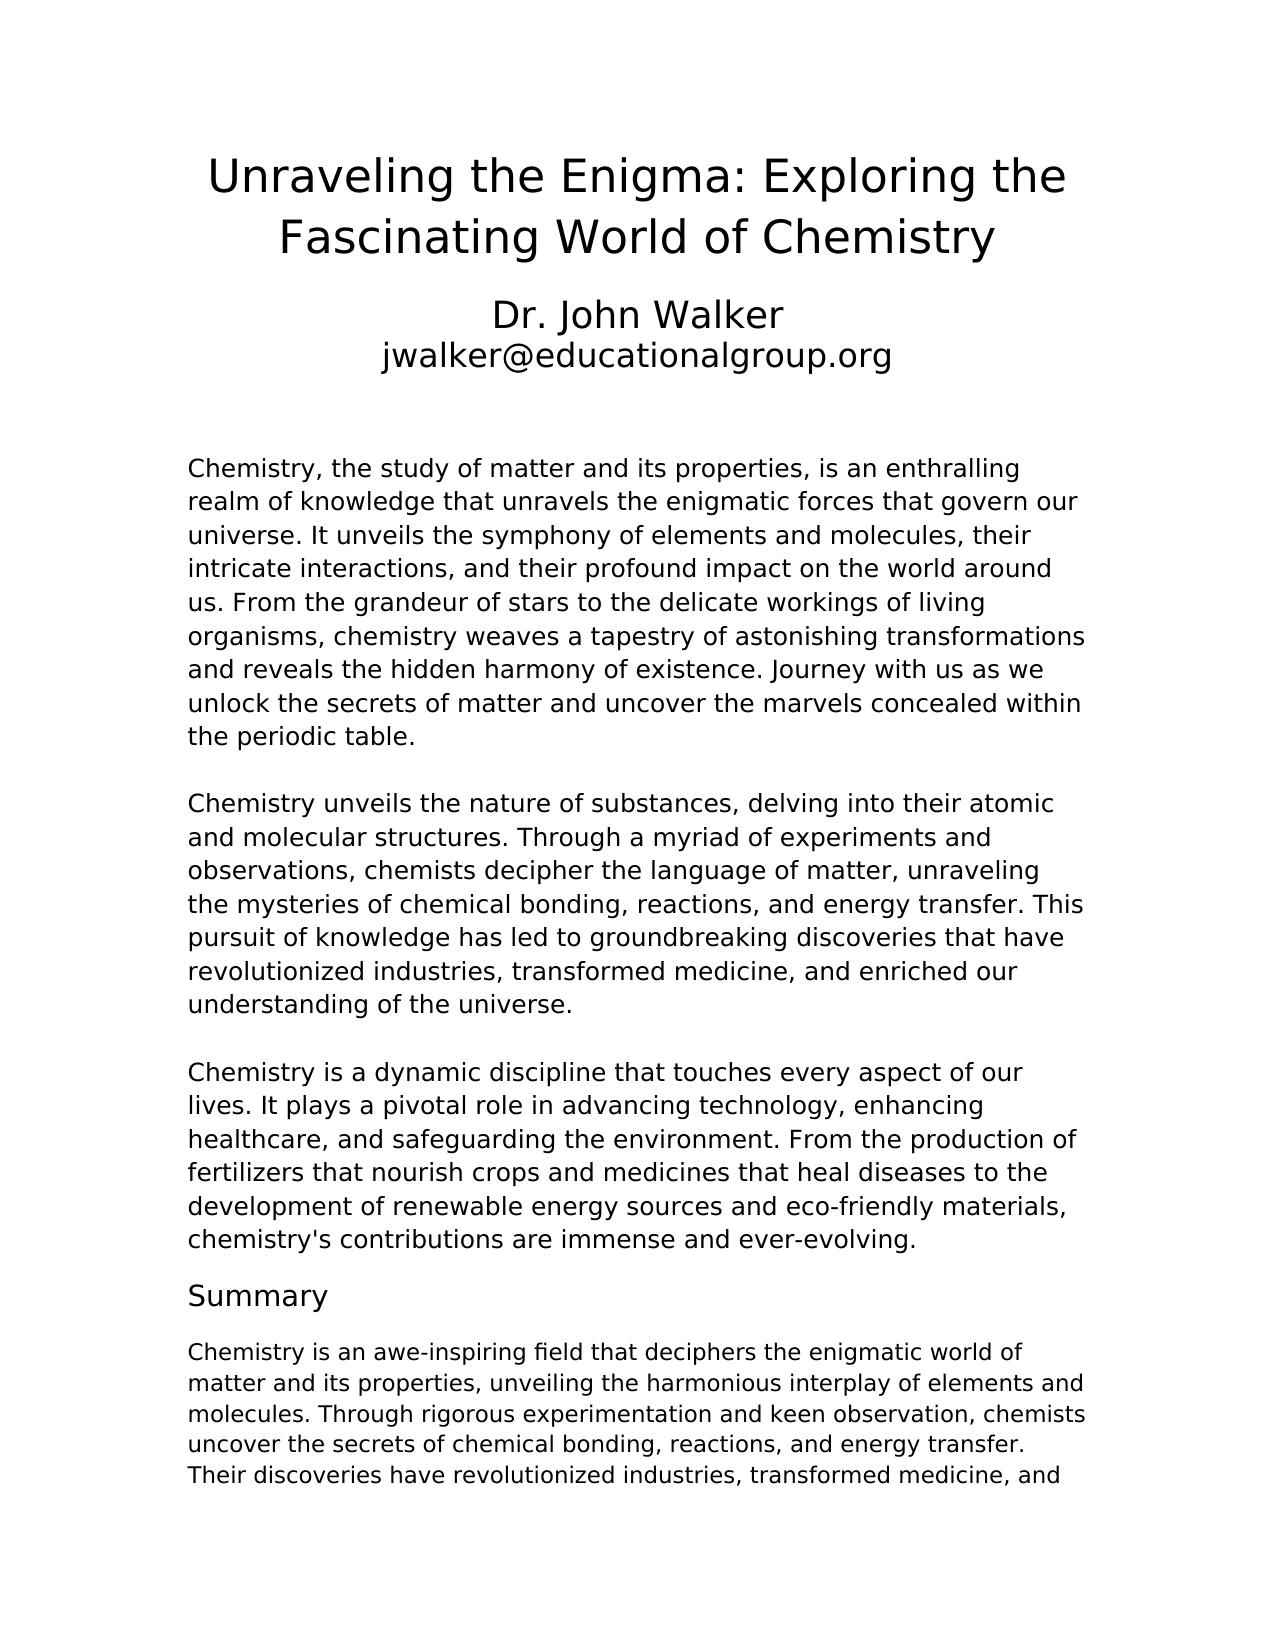 Unraveling the Enigma: Exploring the
Fascinating World of Chemistry
Dr. John Walker
jwalker@educationalgroup.org
Chemistry, the study of matter and its properties, is an enthralling
realm of knowledge that unravels the enigmatic forces that govern our
universe. It unveils the symphony of elements and molecules, their
intricate interactions, and their profound impact on the world around
us. From the grandeur of stars to the delicate workings of living
organisms, chemistry weaves a tapestry of astonishing transformations
and reveals the hidden harmony of existence. Journey with us as we
unlock the secrets of matter and uncover the marvels concealed within
the periodic table.
Chemistry unveils the nature of substances, delving into their atomic
and molecular structures. Through a myriad of experiments and
observations, chemists decipher the language of matter, unraveling
the mysteries of chemical bonding, reactions, and energy transfer. This
pursuit of knowledge has led to groundbreaking discoveries that have
revolutionized industries, transformed medicine, and enriched our
understanding of the universe.
Chemistry is a dynamic discipline that touches every aspect of our
lives. It plays a pivotal role in advancing technology, enhancing
healthcare, and safeguarding the environment. From the production of
fertilizers that nourish crops and medicines that heal diseases to the
development of renewable energy sources and eco-friendly materials,
chemistry's contributions are immense and ever-evolving.
Summary
Chemistry is an awe-inspiring field that deciphers the enigmatic world of
matter and its properties, unveiling the harmonious interplay of elements and
molecules. Through rigorous experimentation and keen observation, chemists
uncover the secrets of chemical bonding, reactions, and energy transfer.
Their discoveries have revolutionized industries, transformed medicine, and